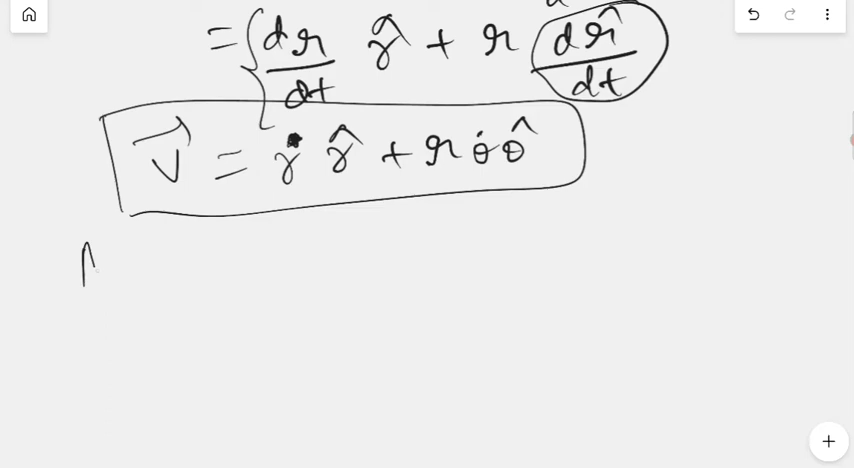 = { dr/dt r̂ + r dr̂/dt
v⃗ = ṙ r̂ + r θ̇ θ̂